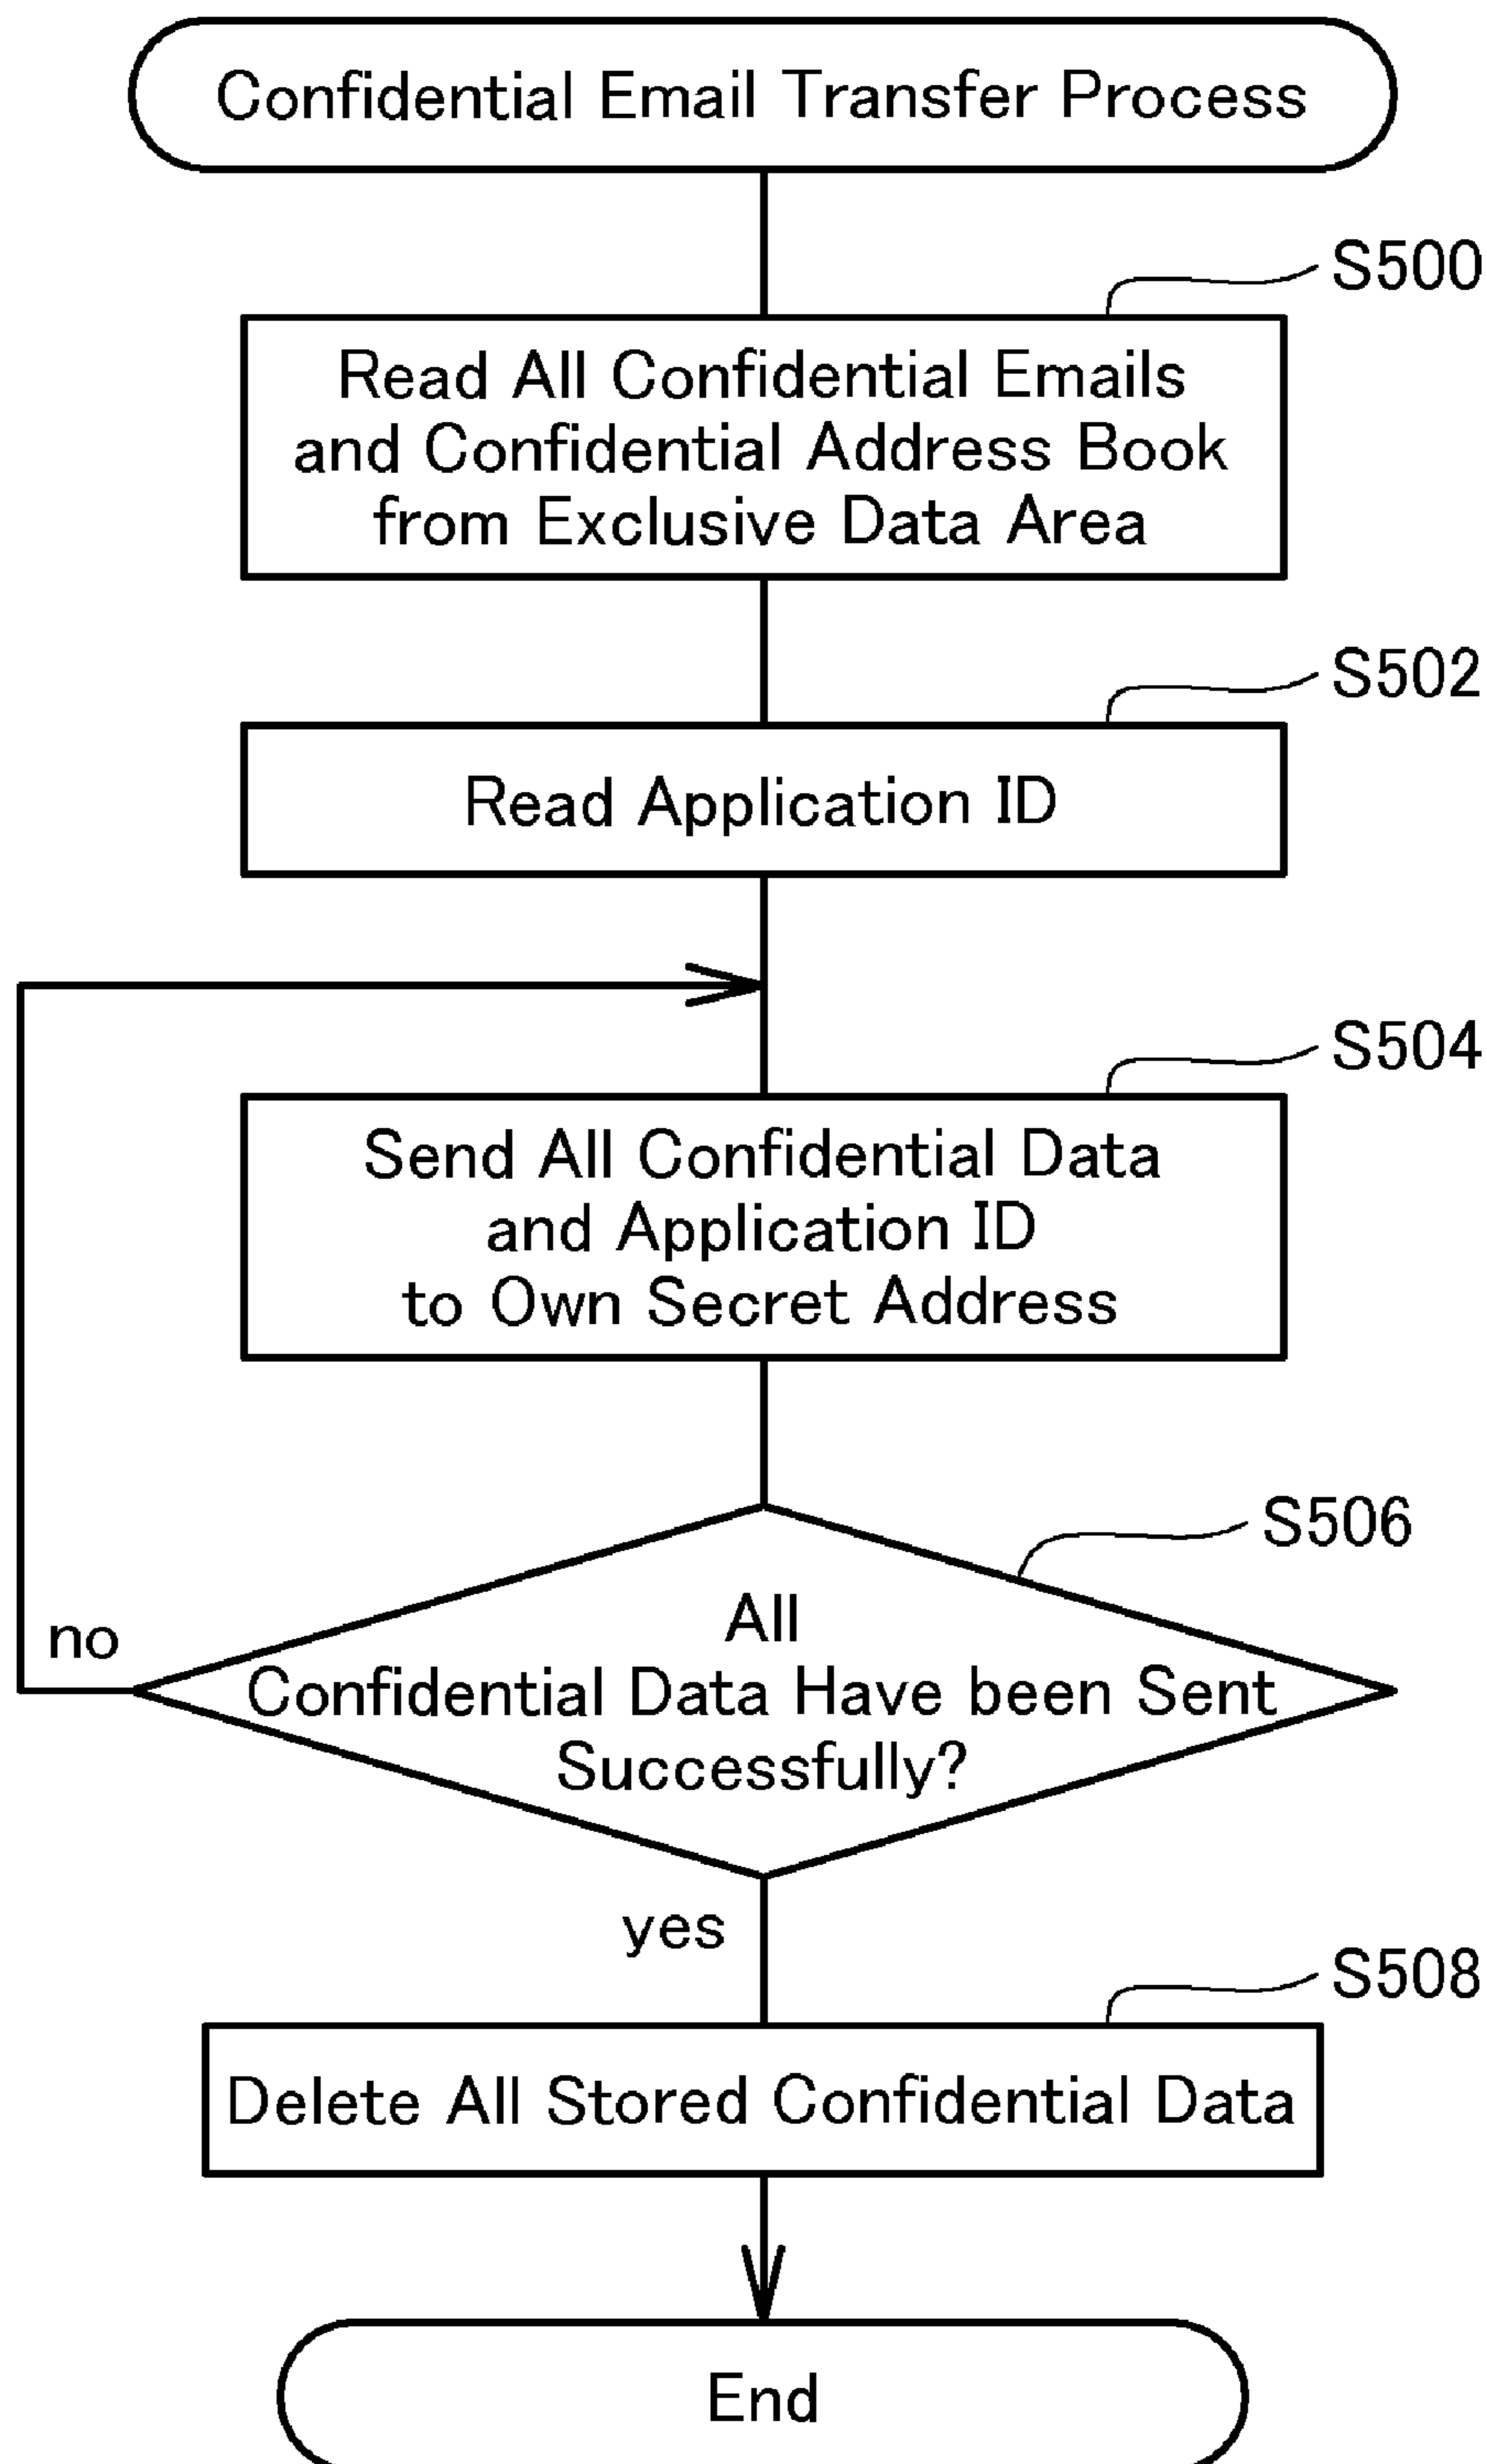 Confidential Email Transfer Process
S500
Read All Confidential Emails
and Confidential Address Book
from Exclusive Data Area
S502
Read Application ID
S504
Send All Confidential Data
and Application ID
to Own Secret Address
S506
All
Confidential Data Have been Sent
Successfully?
no
yes
S508
Delete All Stored Confidential Data
End